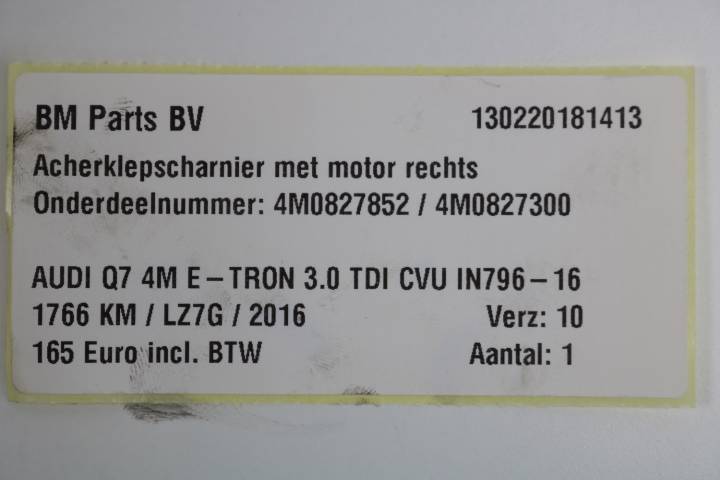 BM Parts BV 130220181413
Acherklepscharnier met motor rechts
Onderdeelnummer: 4M0827852 / 4M0827300
AUDI Q7 4M E-TRON 3.0 TDI CVU IN796-16
1766 KM / LZ7G / 2016 Verz: 10
165 Euro incl. BTW Aantal: 1